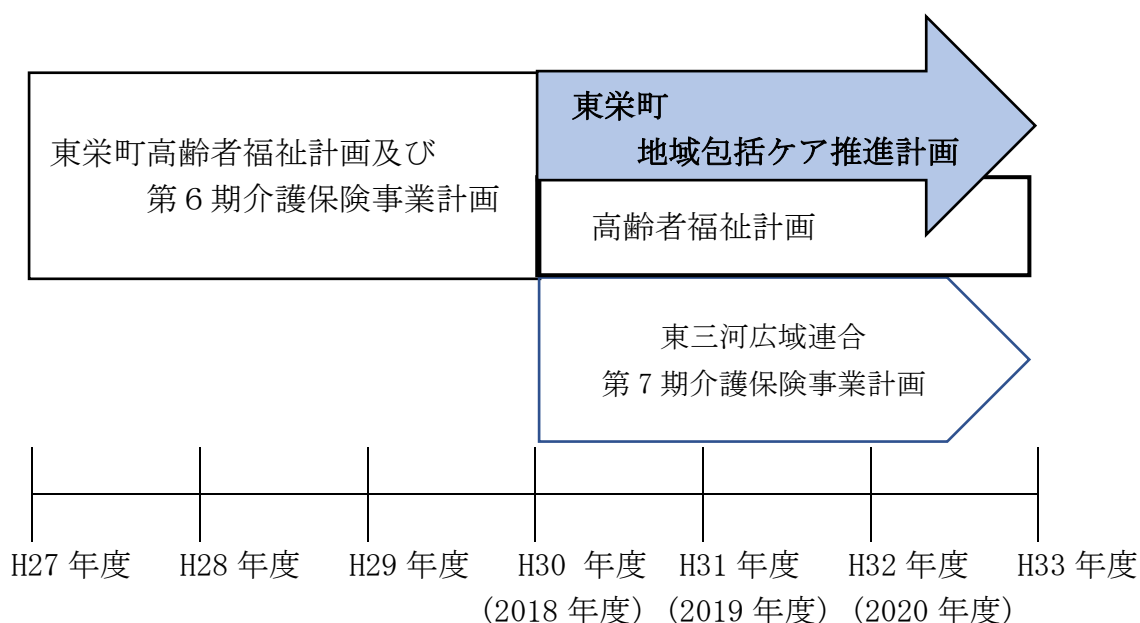 東栄町高齢者福祉計画及び
第６期介護保険事業計画
東栄町
地域包括ケア推進計画
高齢者福祉計画
東三河広域連合
第７期介護保険事業計画
H27 年度 H28 年度 H29 年度 H30 年度 H31 年度 H32 年度 H33 年度
(2018 年度) (2019 年度) (2020 年度)